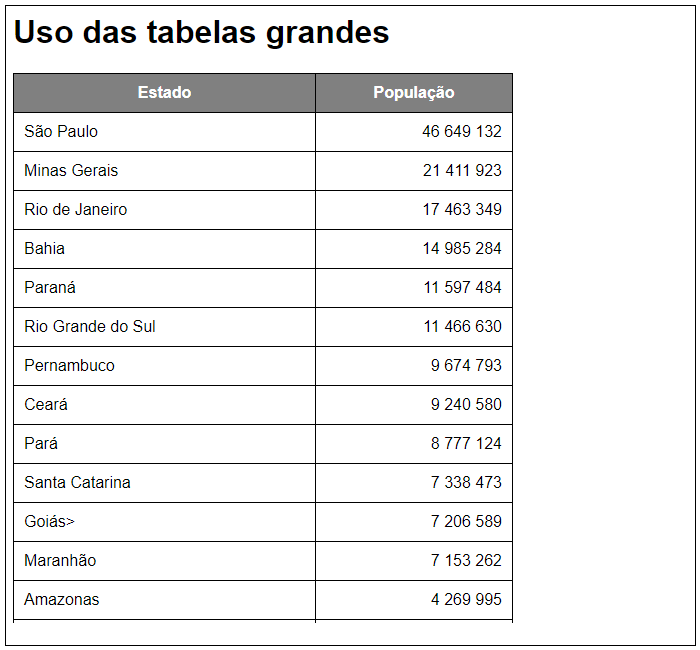 Uso das tabelas grandes
Estado População
São Paulo 46 649 132
Minas Gerais 21 411 923
Rio de Janeiro 17 463 349
Bahia 14 985 284
Paraná 11 597 484
Rio Grande do Sul 11 466 630
Pernambuco 9 674 793
Ceará 9 240 580
Pará 8 777 124
Santa Catarina 7 338 473
Goiás> 7 206 589
Maranhão 7 153 262
Amazonas 4 269 995